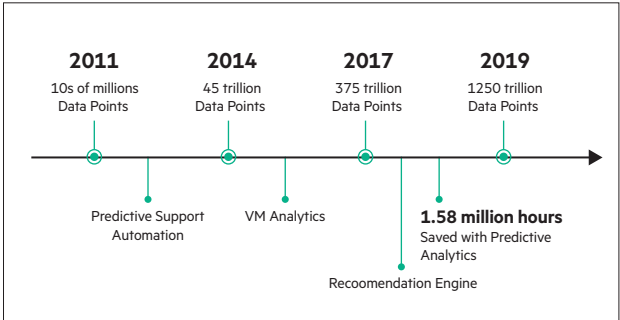 2011
10s of millions
Data Points
2014
45 trillion
Data Points
2017
375 trillion
Data Points
2019
1250 trillion
Data Points
Predictive Support
Automation
VM Analytics
Recoomendation Engine
1.58 million hours
Saved with Predictive
Analytics